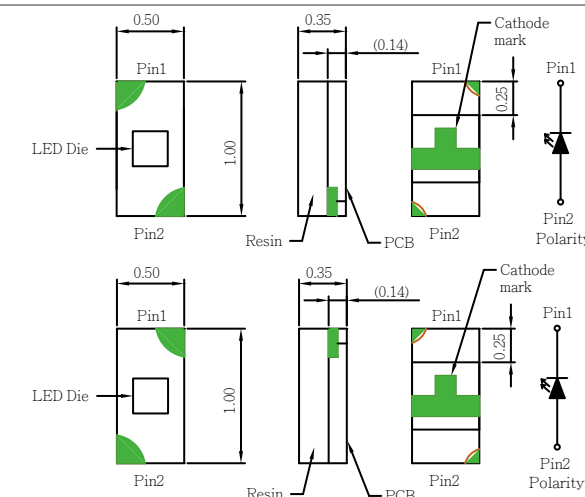 0.50
0.35
(0.14)
Cathode
mark
Pin1
Pin1
Pin1
0.25
LED Die
1.00
Pin2
Resin
PCB
Pin2
Pin2
Polarity
0.50
0.35
(0.14)
Cathode
mark
Pin1
Pin1
Pin1
0.25
LED Die
1.00
Pin2
Resin
PCB
Pin2
Pin2
Polarity